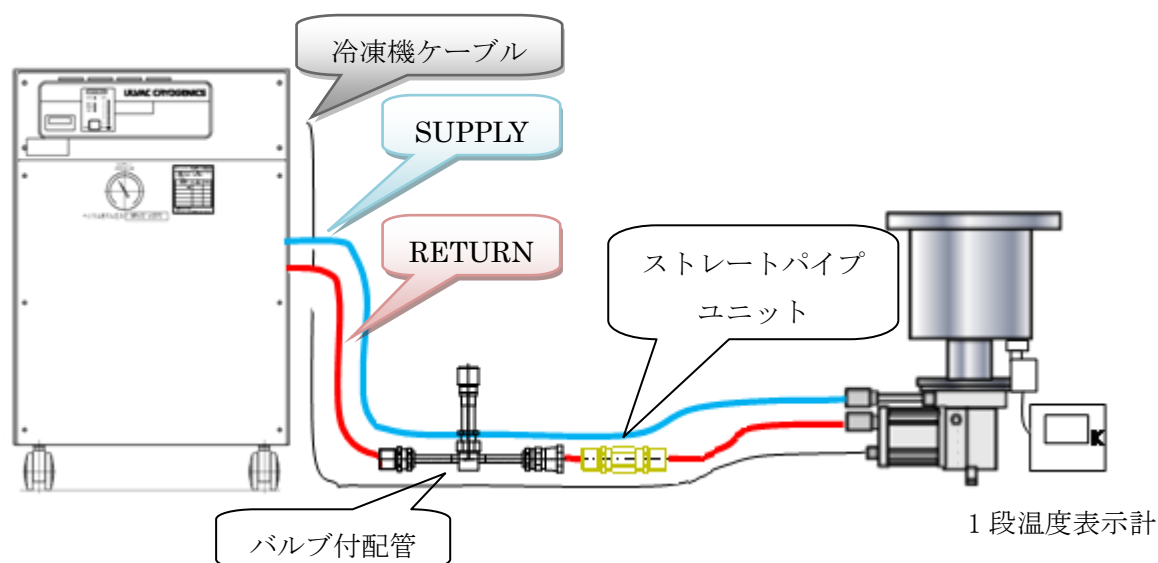 冷凍機ケーブル
ULVAC CRYOGENICS
SUPPLY
RETURN
ストレートパイプ
ユニット
K
バルブ付配管
1 段温度表示計